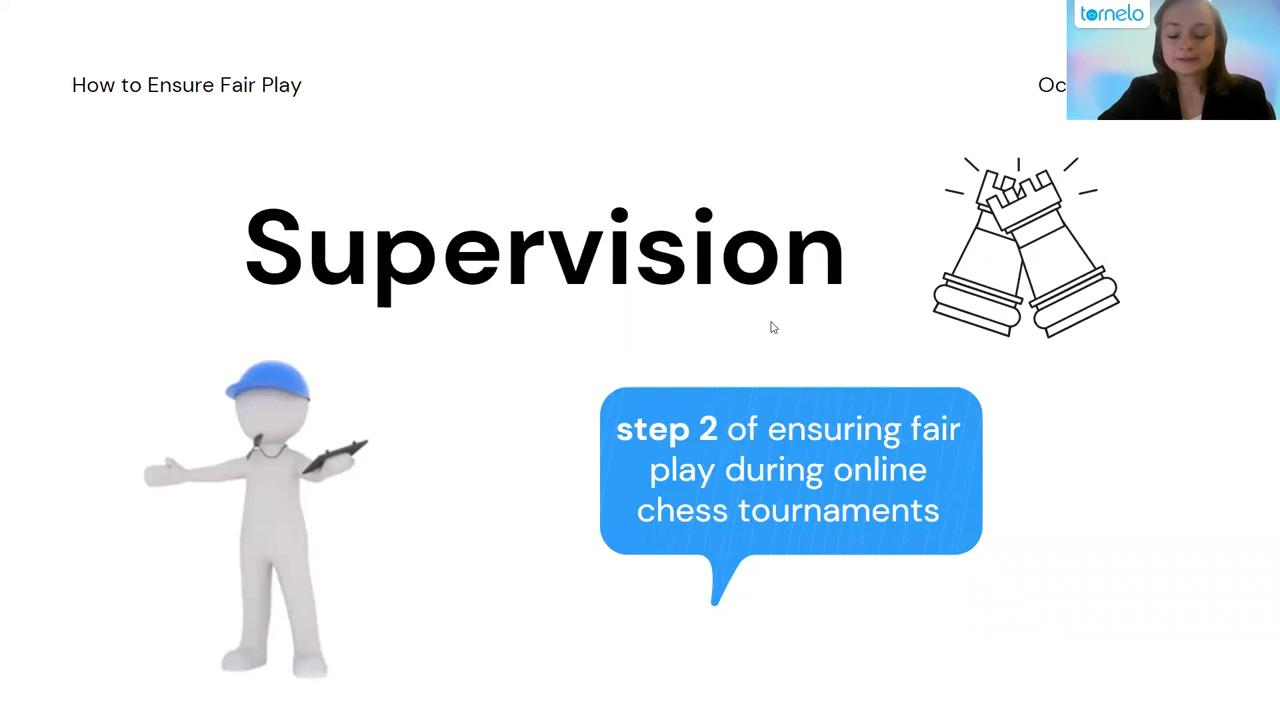 tornelo
How to Ensure Fair Play
Oc
Supervision
step 2 of ensuring fair
play during online
chess tournaments